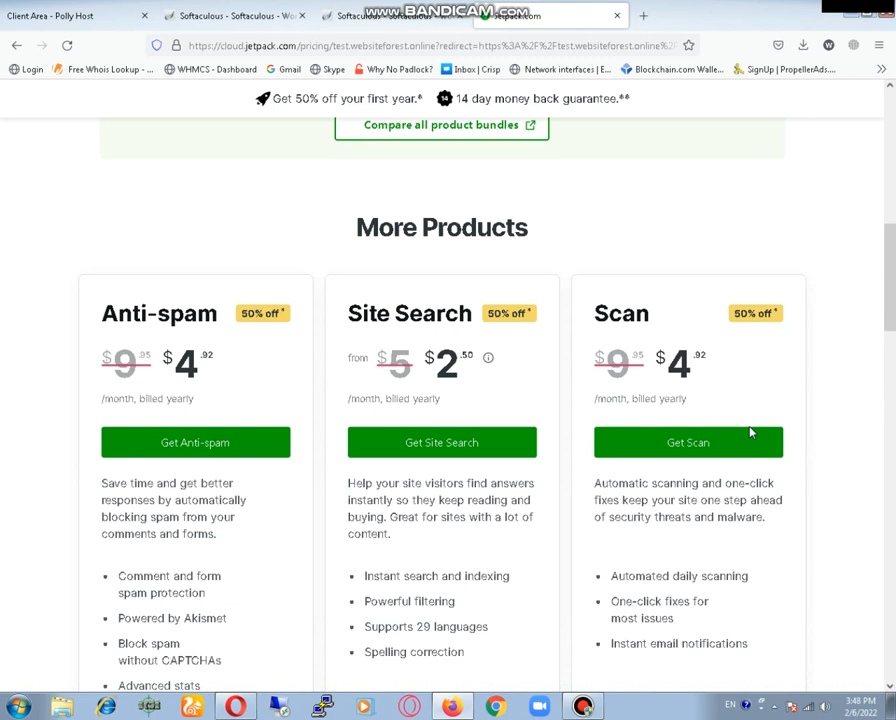 Client Area - Polly Host
Softaculous - Softaculous - Wo
Softaculous - Softaculous -
www.BANDICAM.com
Jetpack.com
https://cloud.jetpack.com/pricing/test.websiteforest.online?redirect=https%3A%2F%2Ftest.websiteforest.online%
Login
Free Whois Lookup - ...
WHMCS - Dashboard
Gmail
Skype
Why No Padlock?
Inbox | Crisp
Network interfaces | E...
Blockchain.com Walle...
SignUp | PropellerAds....
Get 50% off your first year.*
14
14 day money back guarantee.**
Compare all product bundles
More Products
Anti-spam
50% off *
$9.95 $4.92
/month, billed yearly
Get Anti-spam
Save time and get better
responses by automatically
blocking spam from your
comments and forms.
• Comment and form
spam protection
• Powered by Akismet
• Block spam
without CAPTCHAs
• Advanced stats
Site Search
50% off *
from $5 $2.50
/month, billed yearly
Get Site Search
Help your site visitors find answers
instantly so they keep reading and
buying. Great for sites with a lot of
content.
• Instant search and indexing
• Powerful filtering
• Supports 29 languages
• Spelling correction
Scan
50% off *
$9.95 $4.92
/month, billed yearly
Get Scan
Automatic scanning and one-click
fixes keep your site one step ahead
of security threats and malware.
• Automated daily scanning
• One-click fixes for
most issues
• Instant email notifications
EN
3:48 PM
2/6/2022